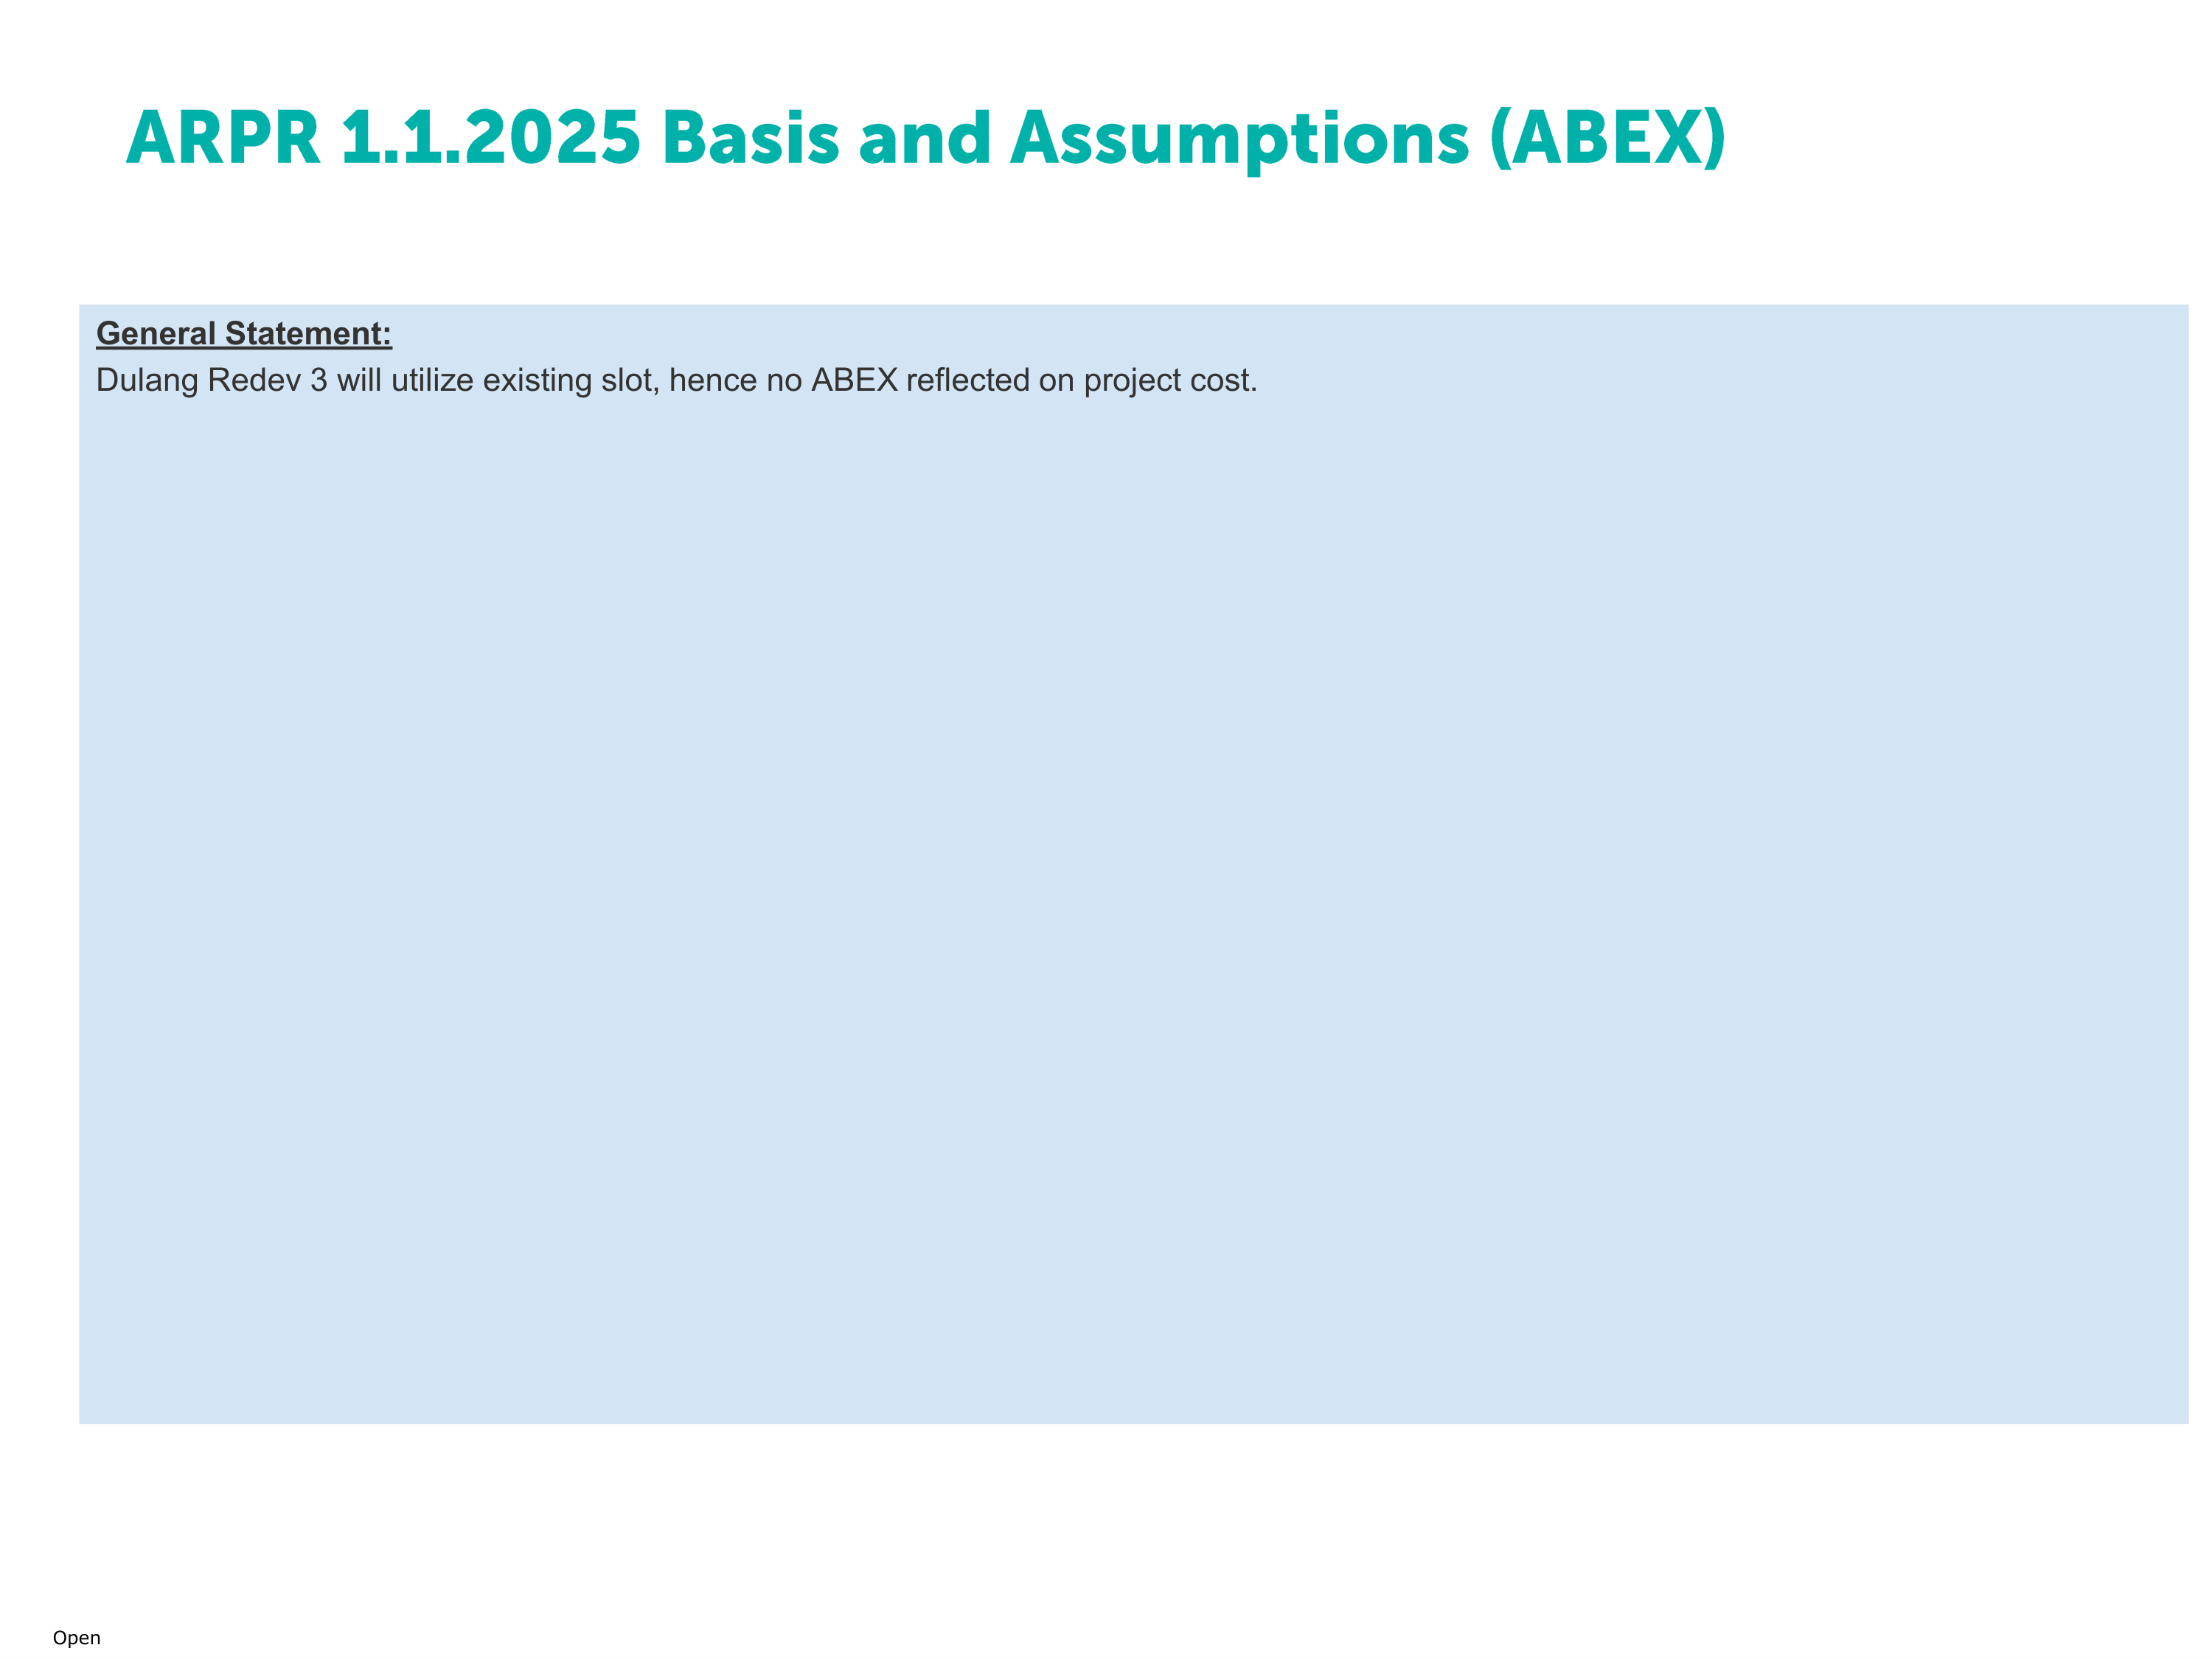 ARPR 1.1.2025 Basis and Assumptions (ABEX)
General Statement:
Dulang Redev 3 will utilize existing slot, hence no ABEX reflected on project cost.
Open